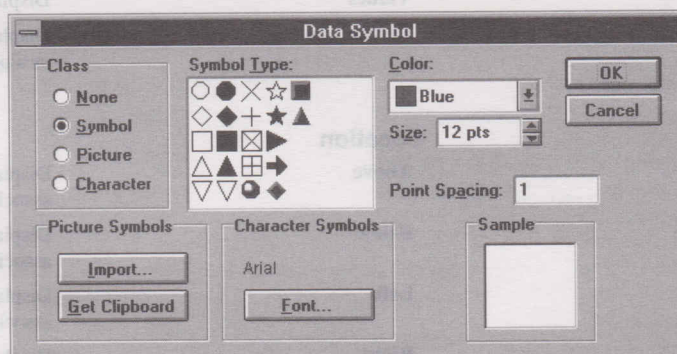 Data Symbol
Class
None
Symbol
Picture
Character
Symbol Type:
Color:
Blue
Size: 12 pts
Point Spacing: 1
OK
Cancel
Picture Symbols
Import...
Get Clipboard
Character Symbols
Arial
Font...
Sample